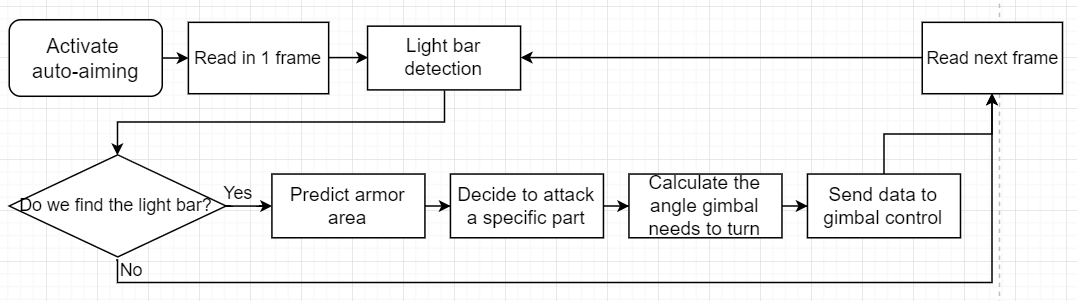 Activate
auto-aiming
Read in 1 frame
Light bar
detection
Read next frame
Do we find the light bar?
Yes
Predict armor
area
Decide to attack
a specific part
Calculate the
angle gimbal
needs to turn
Send data to
gimbal control
No